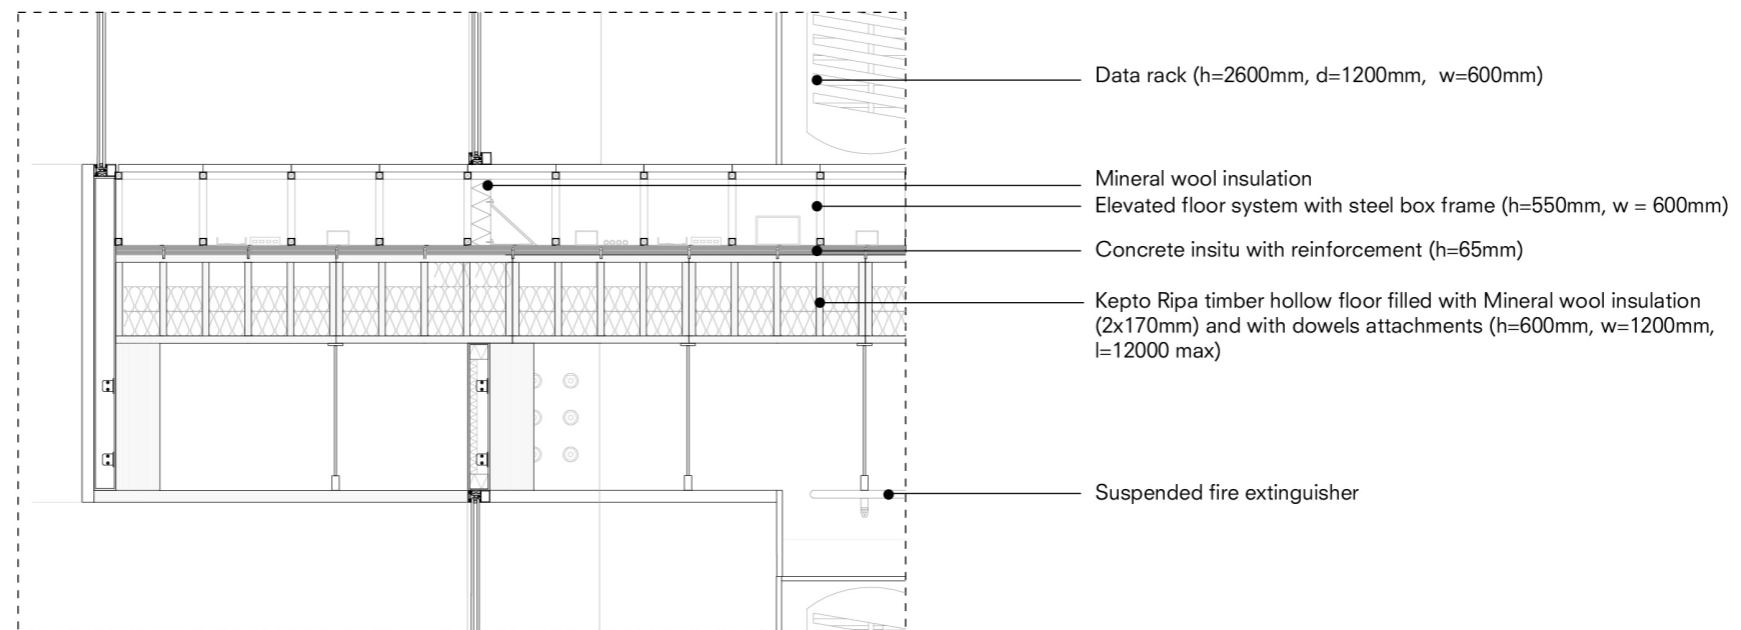 Data rack (h=2600mm, d=1200mm, w=600mm)
Mineral wool insulation
Elevated floor system with steel box frame (h=550mm, w = 600mm)
Concrete insitu with reinforcement (h=65mm)
Kepto Ripa timber hollow floor filled with Mineral wool insulation
(2x170mm) and with dowels attachments (h=600mm, w=1200mm,
l=12000 max)
Suspended fire extinguisher